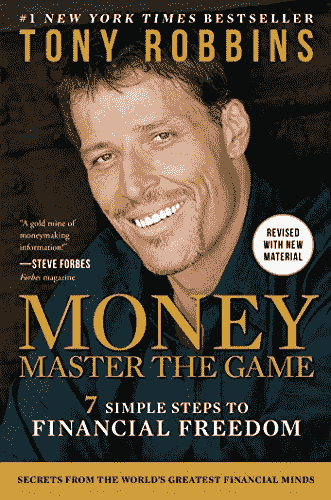 #1 NEW YORK TIMES BESTSELLER
TONY ROBBINS
"A gold mine of
moneymaking
information!"
—STEVE FORBES
Forbes magazine
REVISED
WITH NEW
MATERIAL
MONEY
MASTER THE GAME
7 SIMPLE STEPS TO
FINANCIAL FREEDOM
SECRETS FROM THE WORLD'S GREATEST FINANCIAL MINDS